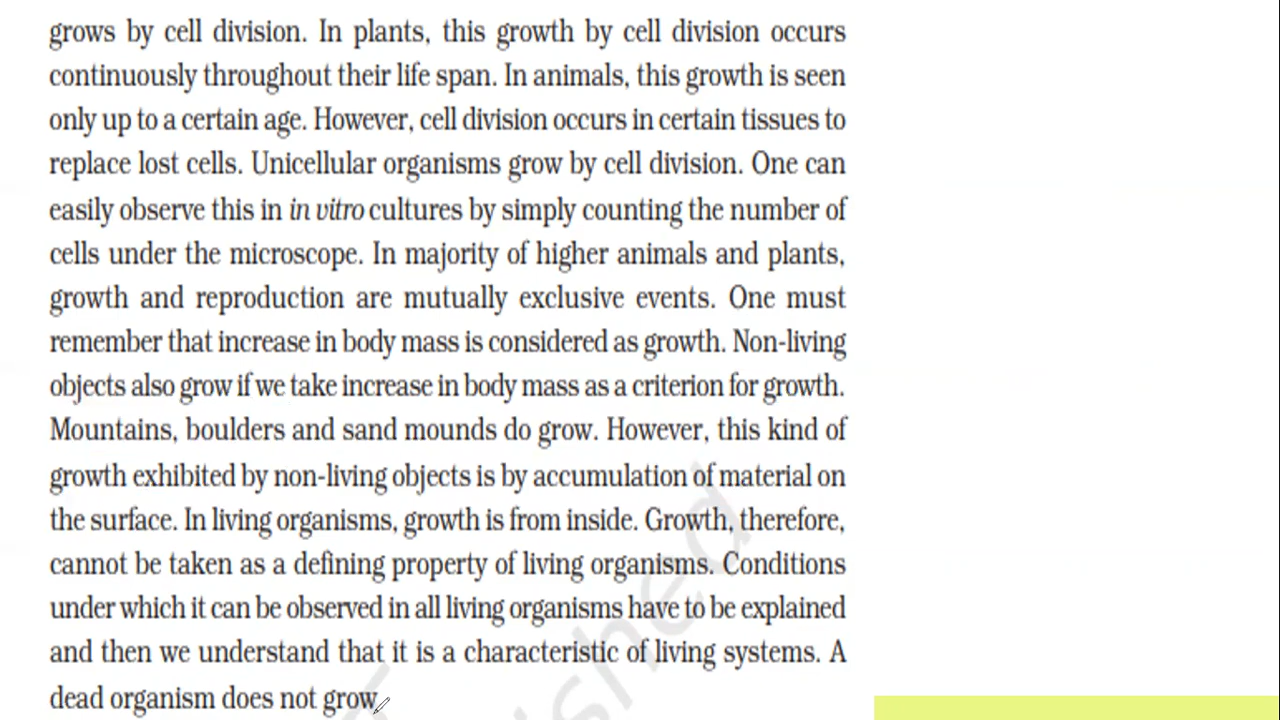 grows by cell division. In plants, this growth by cell division occurs
continuously throughout their life span. In animals, this growth is seen
only up to a certain age. However, cell division occurs in certain tissues to
replace lost cells. Unicellular organisms grow by cell division. One can
easily observe this in in vitro cultures by simply counting the number of
cells under the microscope. In majority of higher animals and plants,
growth and reproduction are mutually exclusive events. One must
remember that increase in body mass is considered as growth. Non-living
objects also grow if we take increase in body mass as a criterion for growth.
Mountains, boulders and sand mounds do grow. However, this kind of
growth exhibited by non-living objects is by accumulation of material on
the surface. In living organisms, growth is from inside. Growth, therefore,
cannot be taken as a defining property of living organisms. Conditions
under which it can be observed in all living organisms have to be explained
and then we understand that it is a characteristic of living systems. A
dead organism does not grow.